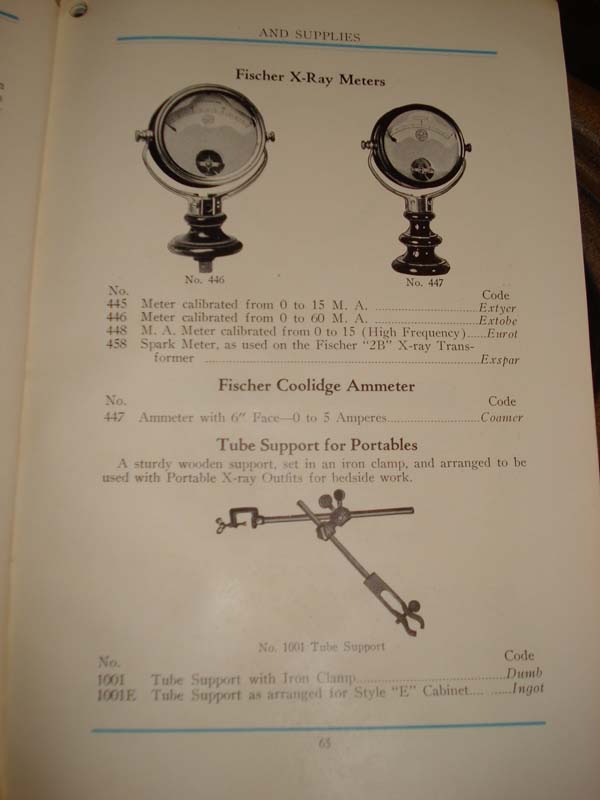 AND SUPPLIES
Fischer X-Ray Meters
No. 446
No. 447
No. Code
445 Meter calibrated from 0 to 15 M. A. ........................Extyer
446 Meter calibrated from 0 to 60 M. A. ........................Extobe
448 M. A. Meter calibrated from 0 to 15 (High Frequency)......Eurot
458 Spark Meter, as used on the Fischer "2B" X-ray Trans-
former ........................Exspar
Fischer Coolidge Ammeter
No. Code
447 Ammeter with 6" Face—0 to 5 Amperes........................Coamer
Tube Support for Portables
A sturdy wooden support, set in an iron clamp, and arranged to be
used with Portable X-ray Outfits for bedside work.
No. 1001 Tube Support
No. Code
1001 Tube Support with Iron Clamp........................Dumb
1001E Tube Support as arranged for Style "E" Cabinet...........Ingot